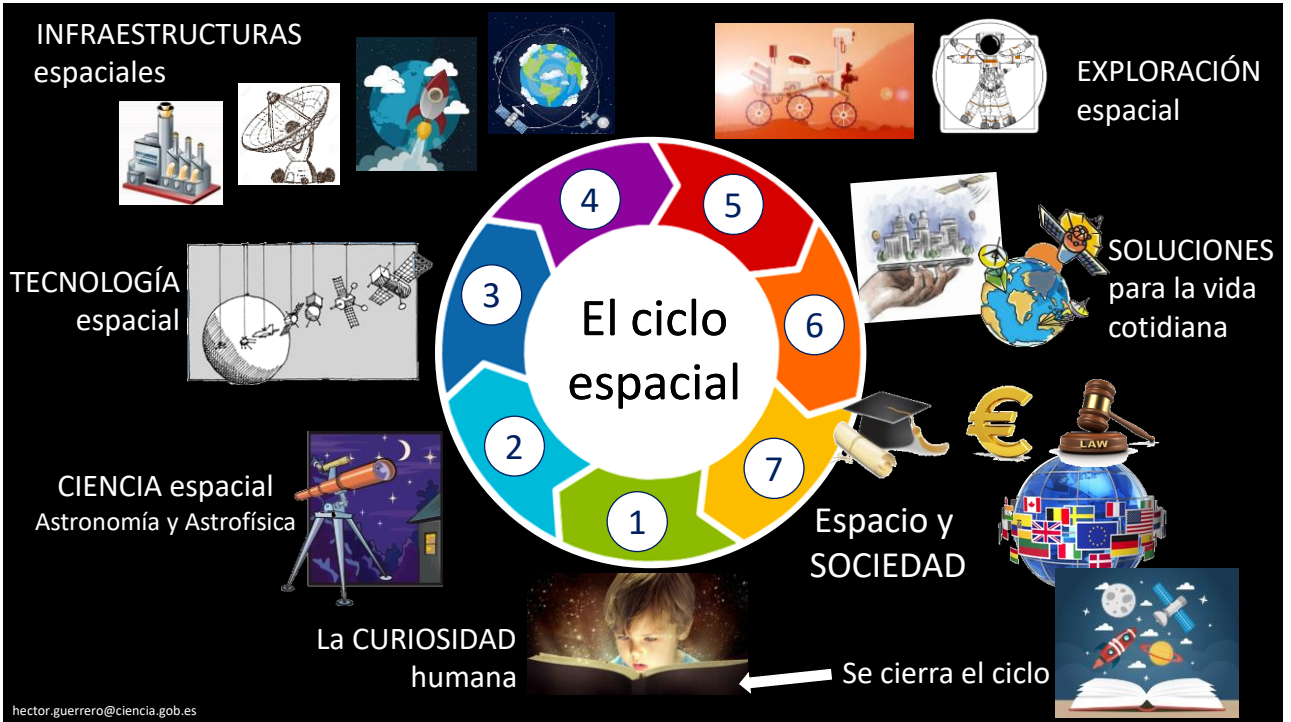 INFRAESTRUCTURAS
espaciales
EXPLORACIÓN
espacial
4
5
3
6
2
7
1
El ciclo
espacial
TECNOLOGÍA
espacial
SOLUCIONES
para la vida
cotidiana
LAW
CIENCIA espacial
Astronomía y Astrofísica
Espacio y
SOCIEDAD
La CURIOSIDAD
humana
Se cierra el ciclo
hector.guerrero@ciencia.gob.es